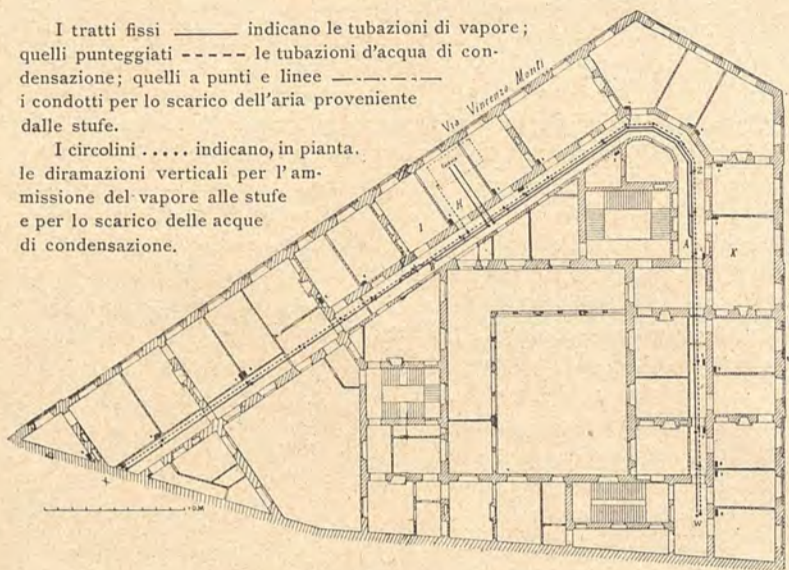 I tratti fissi ——— indicano le tubazioni di vapore;
quelli punteggiati ----- le tubazioni d'acqua di con-
densazione; quelli a punti e linee —·—·—·—
i condotti per lo scarico dell'aria proveniente
dalle stufe.
I circolini ..... indicano, in pianta.
le diramazioni verticali per l'am-
missione del vapore alle stufe
e per lo scarico delle acque
di condensazione.
Via Vincenzo Monti
H
I
A
K
x
W